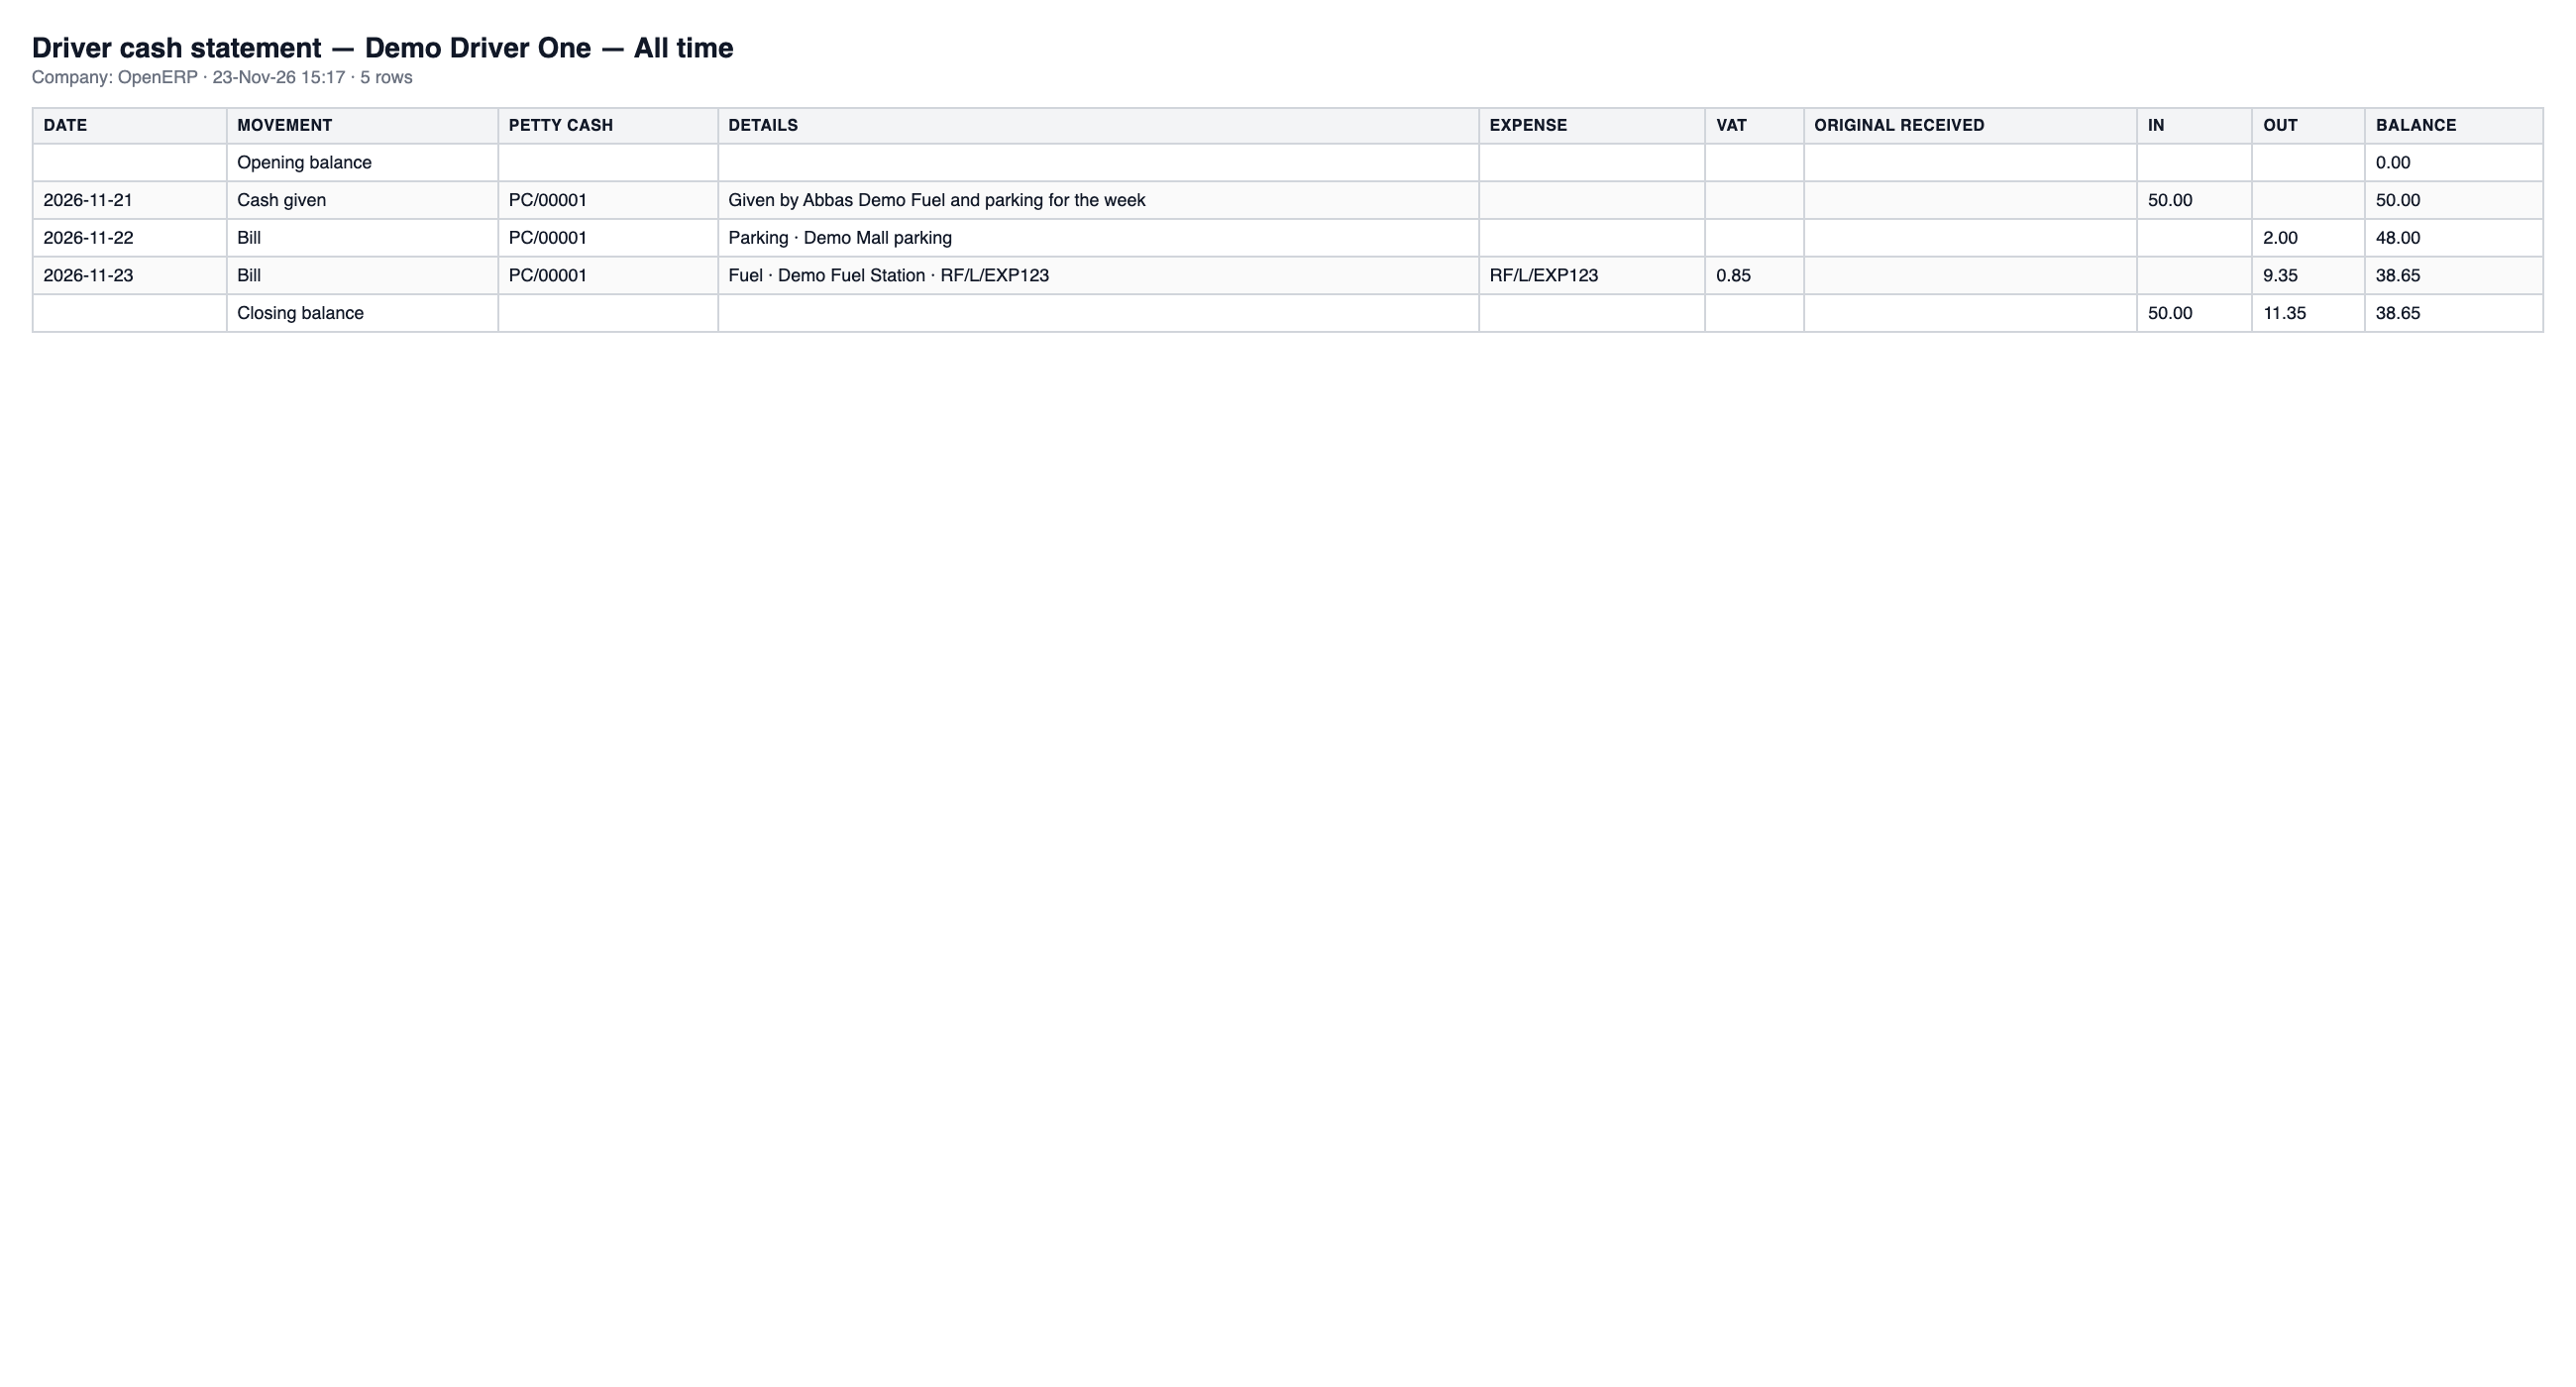 Driver cash statement — Demo Driver One — All time
Company: OpenERP · 23-Nov-26 15:17 · 5 rows
DATE MOVEMENT PETTY CASH DETAILS EXPENSE VAT ORIGINAL RECEIVED IN OUT BALANCE
Opening balance 0.00
2026-11-21 Cash given PC/00001 Given by Abbas Demo Fuel and parking for the week 50.00 50.00
2026-11-22 Bill PC/00001 Parking · Demo Mall parking 2.00 48.00
2026-11-23 Bill PC/00001 Fuel · Demo Fuel Station · RF/L/EXP123 RF/L/EXP123 0.85 9.35 38.65
Closing balance 50.00 11.35 38.65